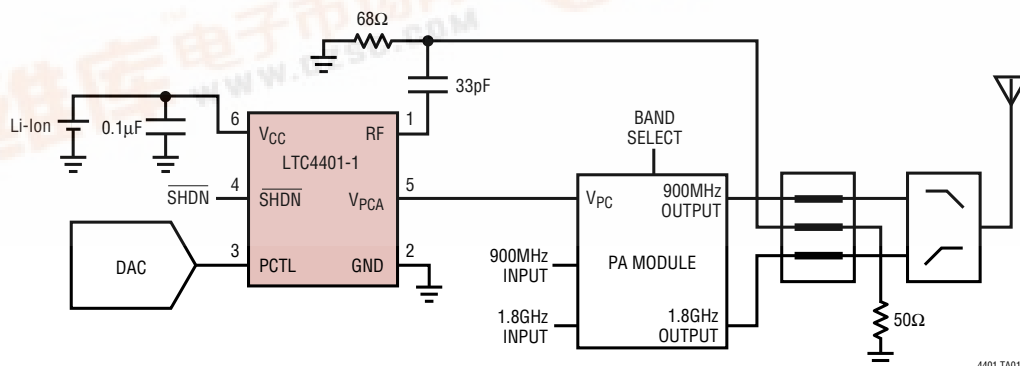 68Ω
33pF
Li-Ion
0.1µF
6
VCC
RF
1
LTC4401-1
SHDN
4
SHDN
VPCA
5
DAC
3
PCTL
GND
2
BAND
SELECT
VPC
900MHz
OUTPUT
900MHz
INPUT
PA MODULE
1.8GHz
INPUT
1.8GHz
OUTPUT
50Ω
4401 TA01